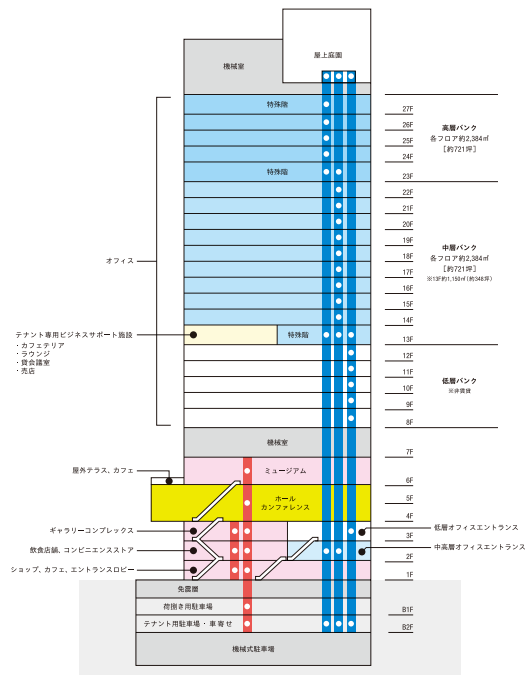 屋上庭園
機械室
特殊階
27F
26F
25F
24F
高層バンク
各フロア約2,384㎡
［約721坪］
特殊階
23F
22F
21F
20F
19F
18F
17F
16F
15F
14F
中層バンク
各フロア約2,384㎡
［約721坪］
※13F約1,150㎡（約348坪）
オフィス
テナント専用ビジネスサポート施設
・カフェテリア
・ラウンジ
・貸会議室
・売店
特殊階
13F
12F
11F
10F
9F
8F
低層バンク
※非賃貸
機械室
7F
屋外テラス、カフェ
ミュージアム
6F
ホール
カンファレンス
5F
4F
ギャラリーコンプレックス
低層オフィスエントランス
3F
飲食店舗、コンビニエンスストア
中高層オフィスエントランス
2F
ショップ、カフェ、エントランスロビー
1F
免震層
荷捌き用駐車場
B1F
テナント用駐車場・車寄せ
B2F
機械式駐車場